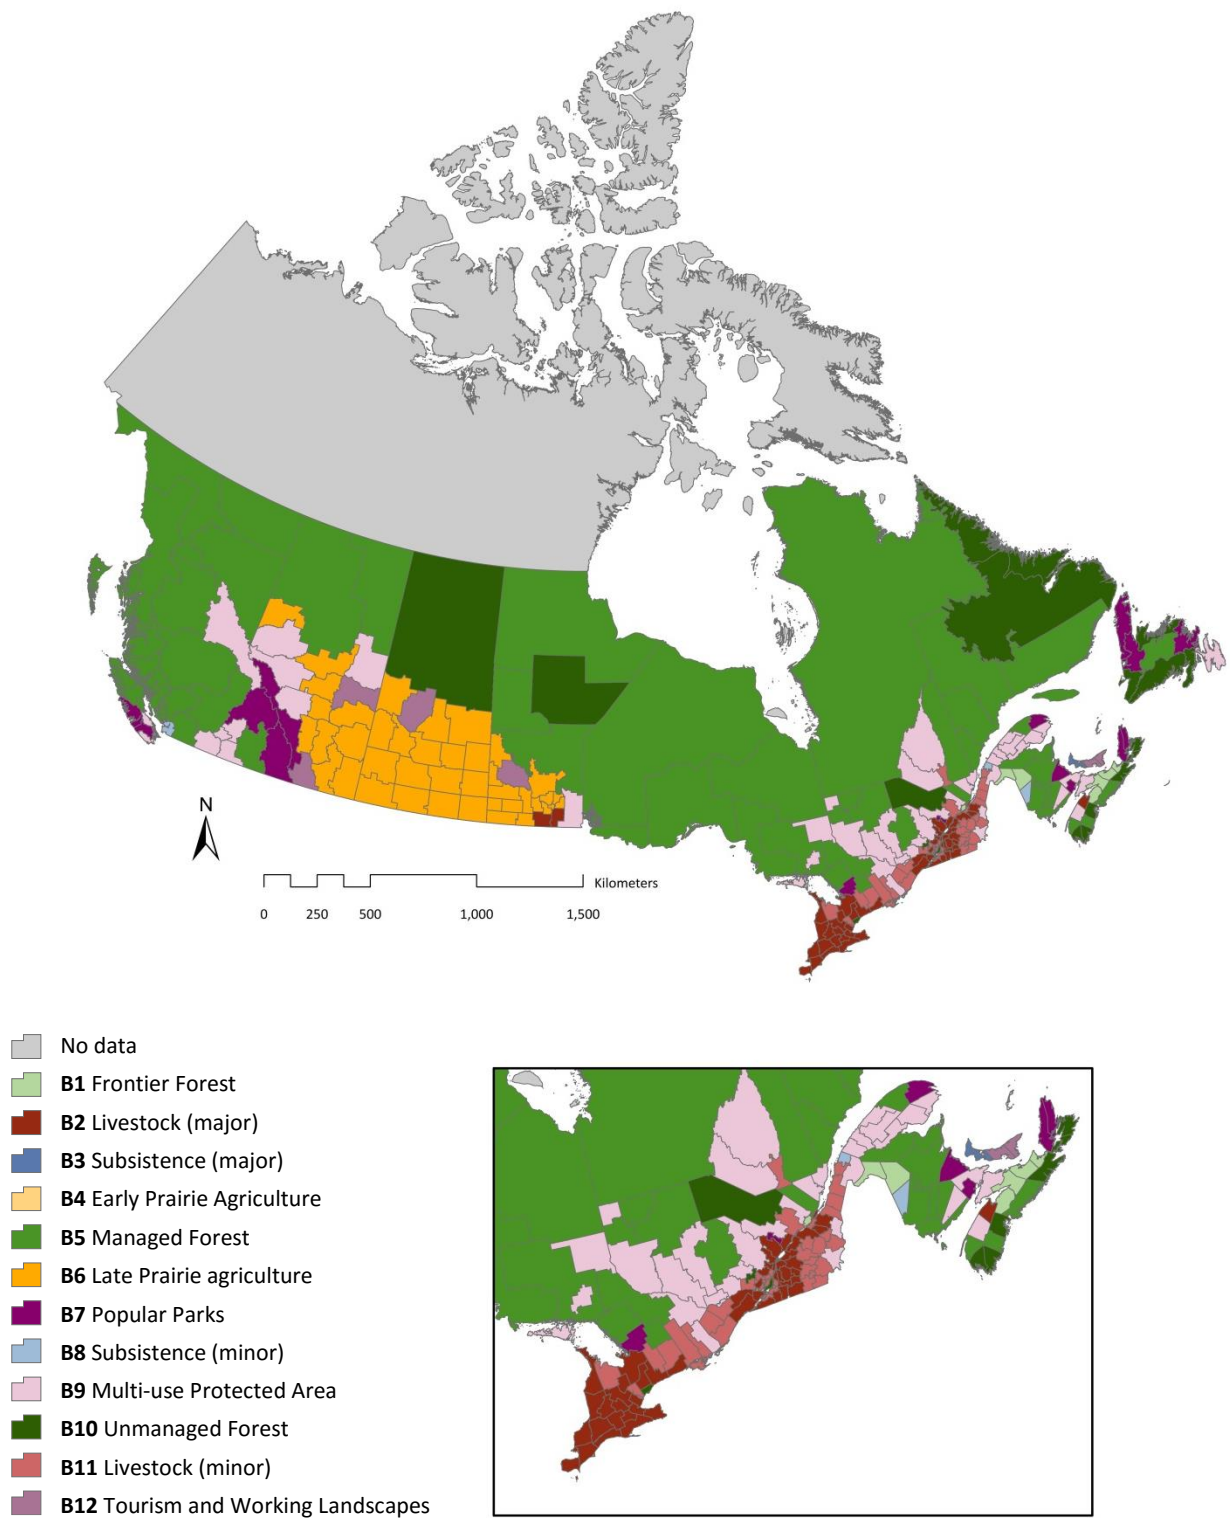 N
Kilometers
0 250 500 1,000 1,500
No data
B1 Frontier Forest
B2 Livestock (major)
B3 Subsistence (major)
B4 Early Prairie Agriculture
B5 Managed Forest
B6 Late Prairie agriculture
B7 Popular Parks
B8 Subsistence (minor)
B9 Multi-use Protected Area
B10 Unmanaged Forest
B11 Livestock (minor)
B12 Tourism and Working Landscapes